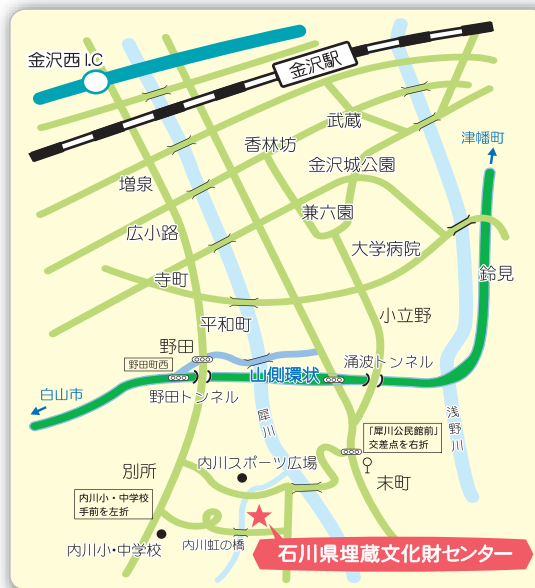 金沢西I.C
金沢駅
武蔵
香林坊
津幡町
金沢城公園
増泉
兼六園
広小路
大学病院
鈴見
寺町
小立野
平和町
野田
野田町西
涌波トンネル
山側環状
白山市
野田トンネル
犀川
浅野川
「犀川公民館前」
交差点を右折
別所
内川スポーツ広場
末町
内川小・中学校
手前を左折
内川小・中学校
内川虹の橋
石川県埋蔵文化財センター